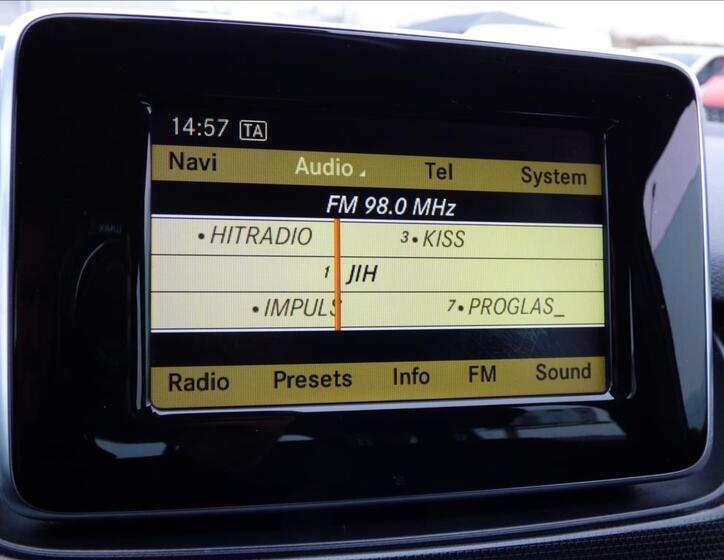 14:57 TA
Navi Audio Tel System
FM 98.0 MHz
• HITRADIO 3 • KISS
1 JIH
• IMPULS 7 • PROGLAS_
Radio Presets Info FM Sound